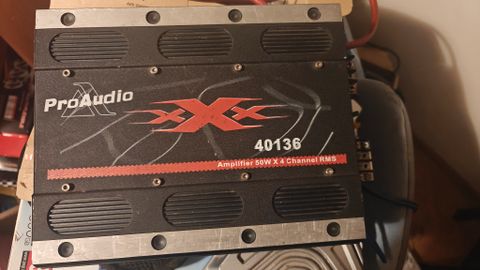 ProAudio
XXX
40136
Amplifier 50W X 4 Channel RMS